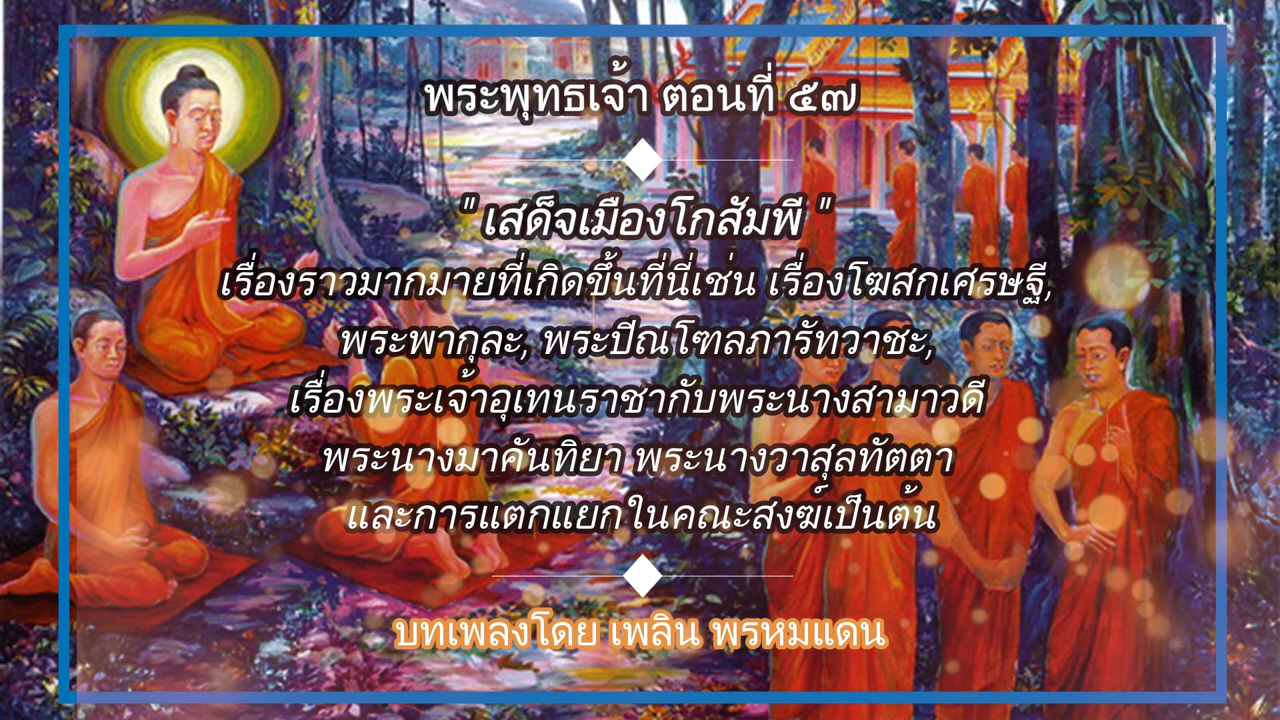 พระพุทธเจ้า ตอนที่ ๕๗
" เสด็จเมืองโกสัมพี "
เรื่องราวมากมายที่เกิดขึ้นที่นี่เช่น เรื่องโฆสกเศรษฐี,
พระพากุละ, พระปีณโฑลภารัทวาชะ,
เรื่องพระเจ้าอุเทนราชากับพระนางสามาวดี
พระนางมาคันทิยา พระนางวาสุลทัตตา
และการแตกแยกในคณะสงฆ์เป็นต้น
บทเพลงโดย เพลิน พรหมแดน